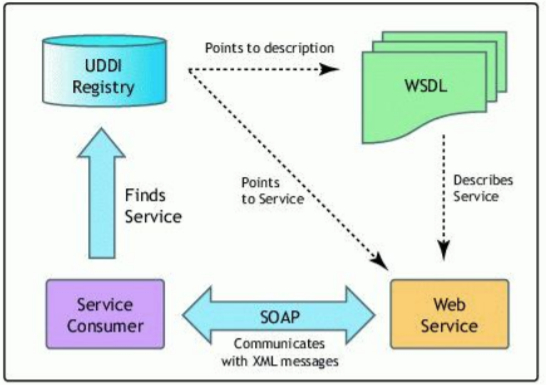 UDDI
Registry
Points to description
WSDL
Finds
Service
Points
to Service
Describes
Service
Service
Consumer
SOAP
Communicates
with XML messages
Web
Service